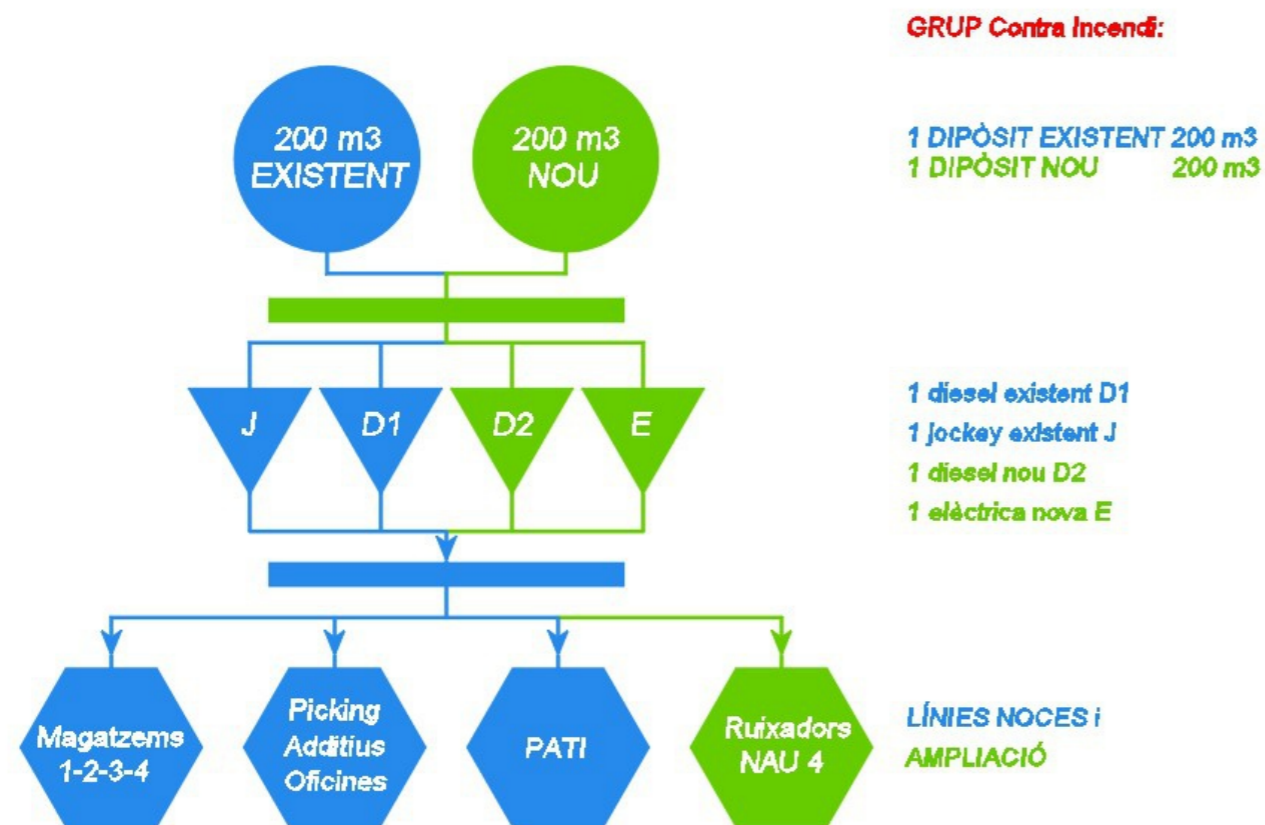 GRUP Contra Incendi:
200 m3
EXISTENT
200 m3
NOU
1 DIPÒSIT EXISTENT 200 m3
1 DIPÒSIT NOU 200 m3
J
D1
D2
E
1 diesel existent D1
1 jockey existent J
1 diesel nou D2
1 elèctrica nova E
Magatzems
1-2-3-4
Picking
Additius
Oficines
PATI
Ruixadors
NAU 4
LÍNIES NOCES i
AMPLIACIÓ